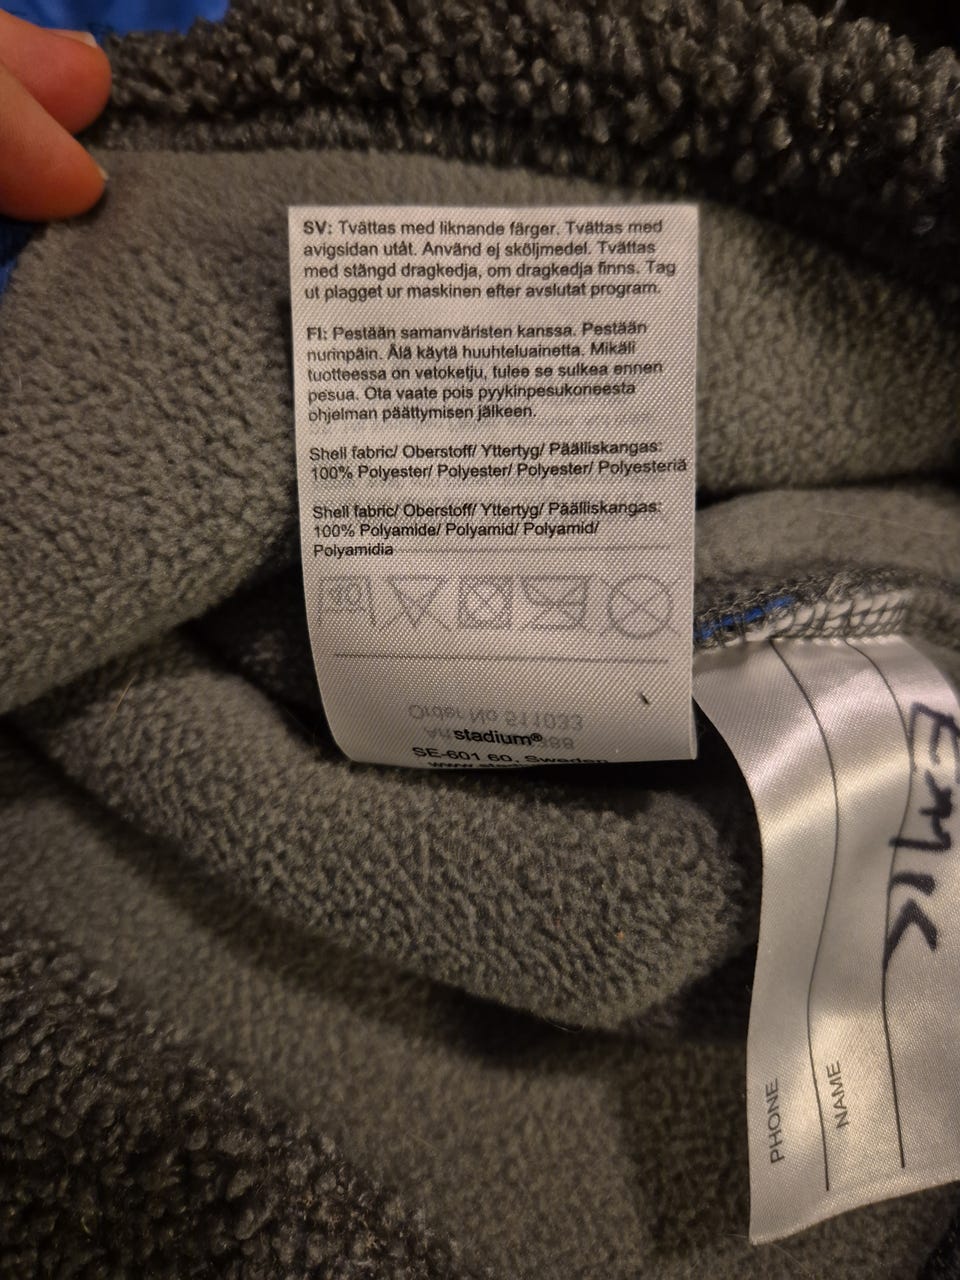 SV: Tvättas med liknande färger. Tvättas med
avigsidan utåt. Använd ej sköljmedel. Tvättas
med stängd dragkedja, om dragkedja finns. Tag
ut plagget ur maskinen efter avslutat program.
FI: Pestään samanväristen kanssa. Pestään
nurinpäin. Älä käytä huuhteluainetta. Mikäli
tuotteessa on vetoketju, tulee se sulkea ennen
pesua. Ota vaate pois pyykinpesukoneesta
ohjelman päättymisen jälkeen.
Shell fabric/ Oberstoff/ Yttertyg/ Päälliskangas:
100% Polyester/ Polyester/ Polyester/ Polyesteriä
Shell fabric/ Oberstoff/ Yttertyg/ Päälliskangas:
100% Polyamide/ Polyamid/ Polyamid/
Polyamidia
40
Order No 511033
stadium®
SE-601 60, Sweden
EMIL
PHONE
NAME